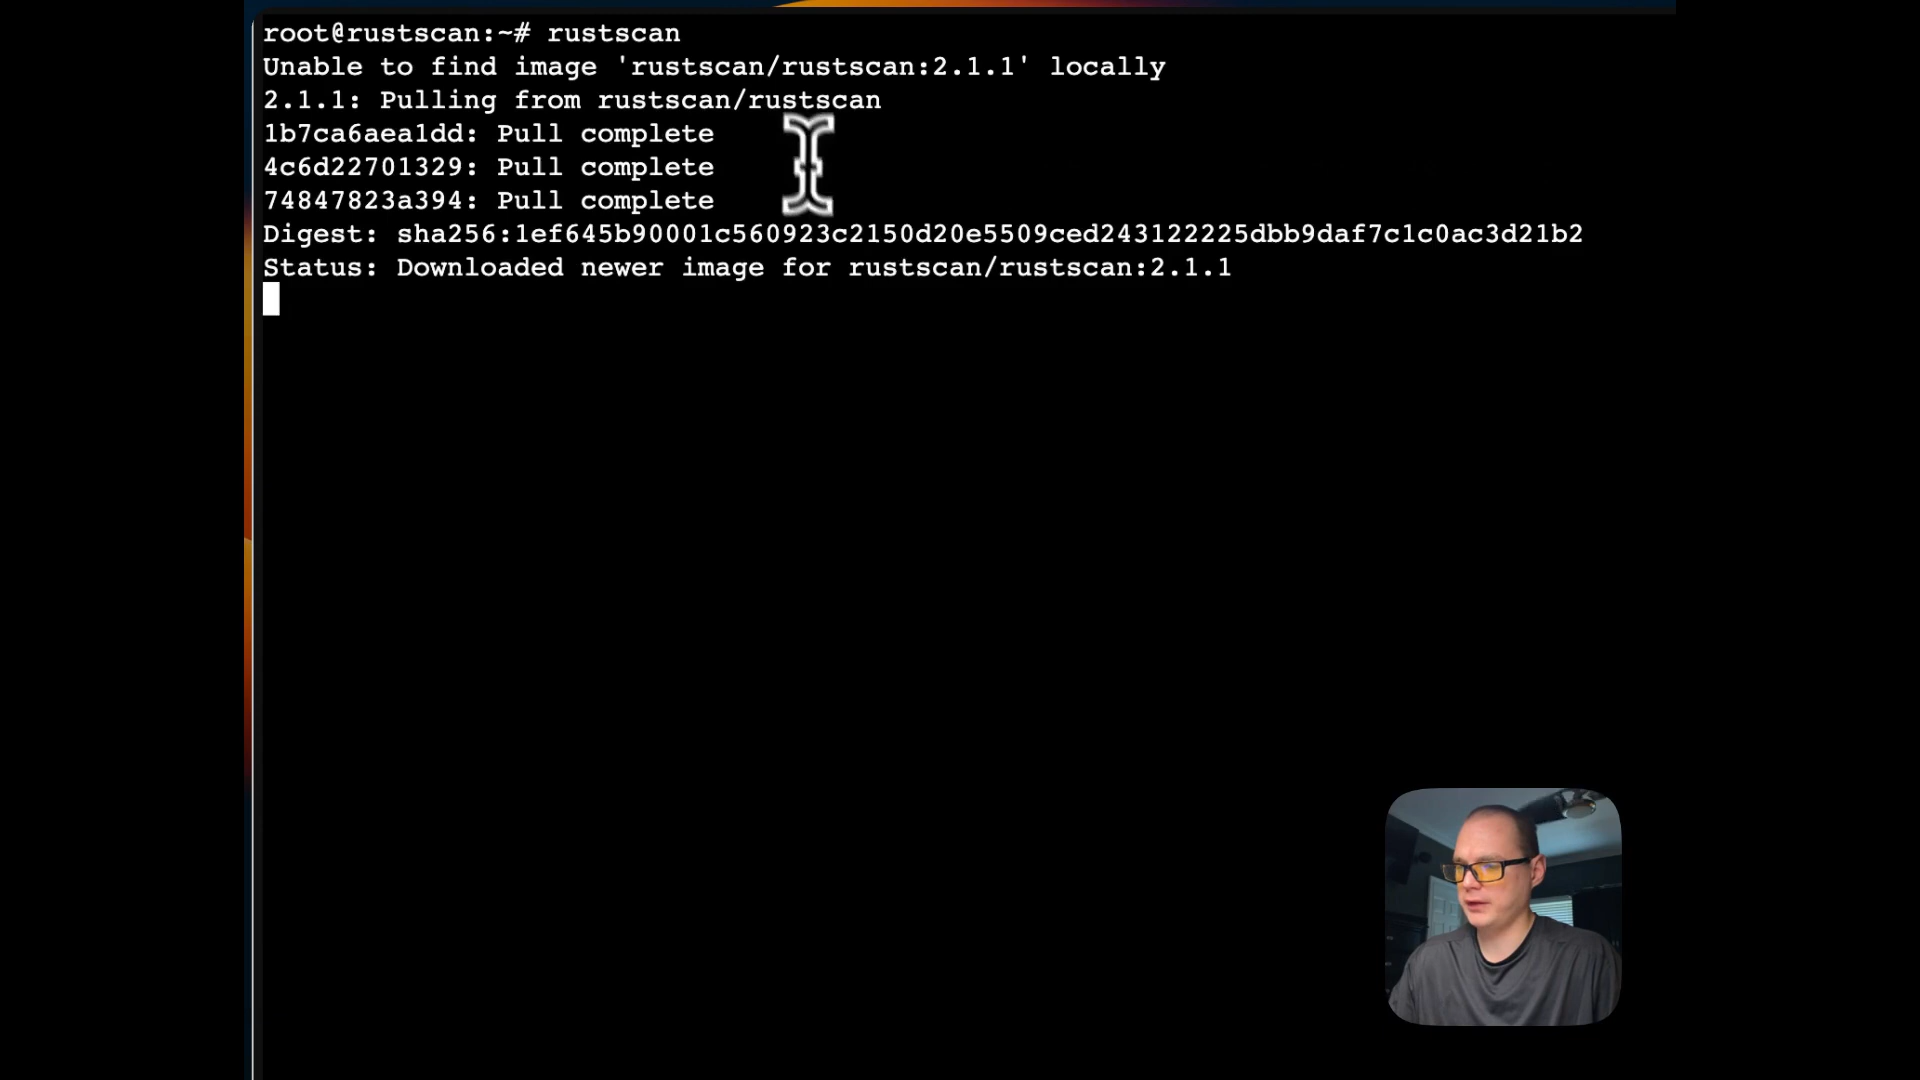 root@rustscan:~# rustscan
Unable to find image 'rustscan/rustscan:2.1.1' locally
2.1.1: Pulling from rustscan/rustscan
1b7ca6aea1dd: Pull complete
4c6d22701329: Pull complete
74847823a394: Pull complete
Digest: sha256:1ef645b90001c560923c2150d20e5509ced243122225dbb9daf7c1c0ac3d21b2
Status: Downloaded newer image for rustscan/rustscan:2.1.1